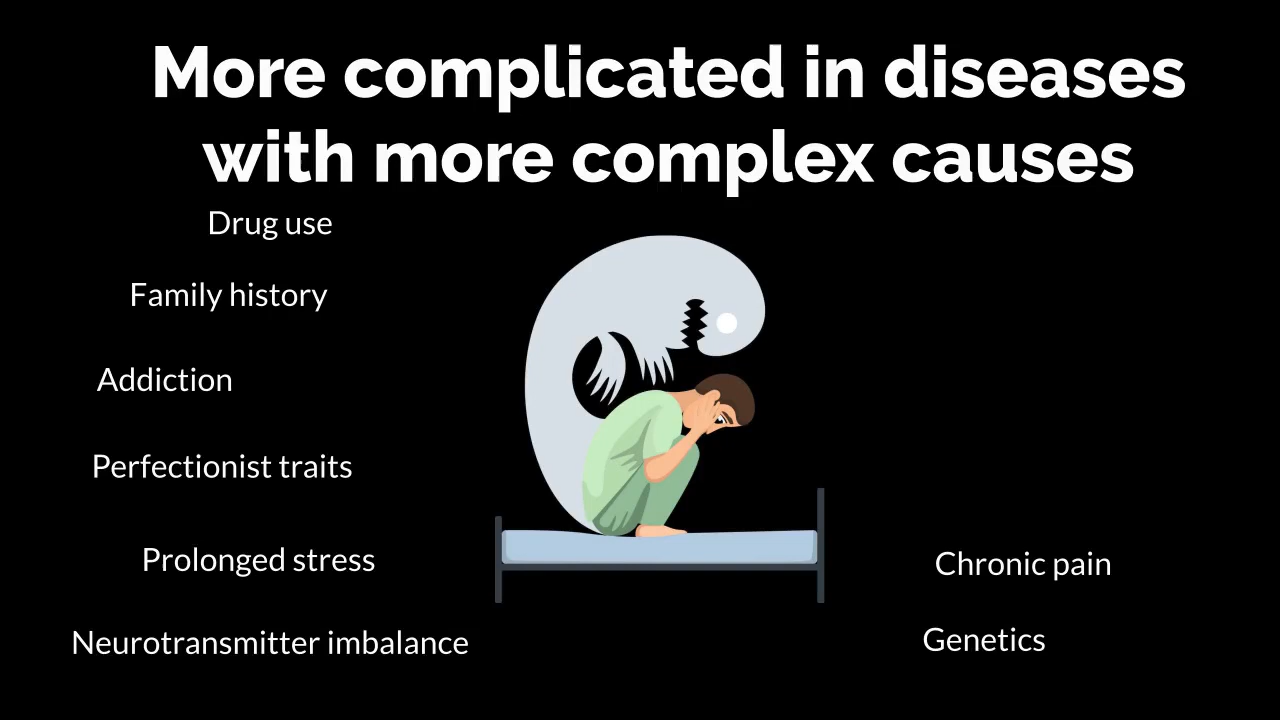 More complicated in diseases
with more complex causes
Drug use
Family history
Addiction
Perfectionist traits
Prolonged stress
Neurotransmitter imbalance
Chronic pain
Genetics